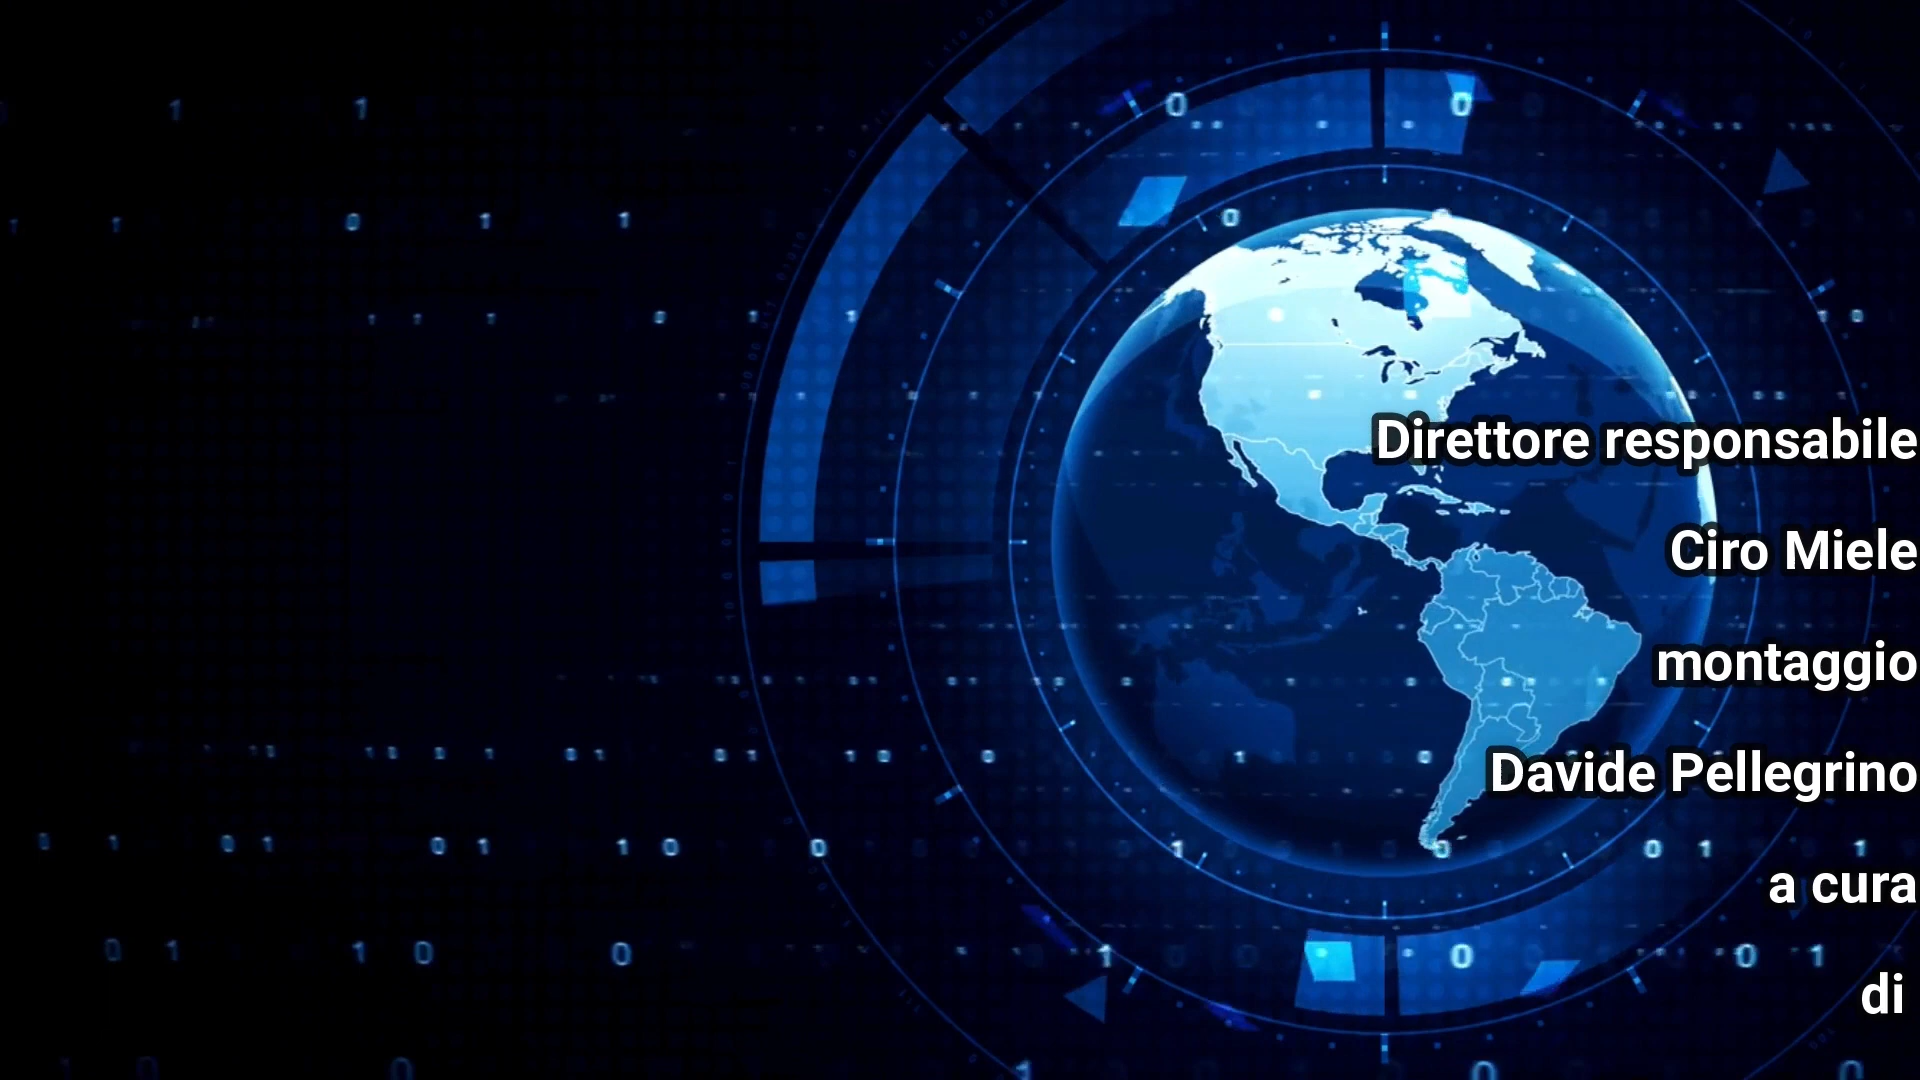 Direttore responsabile
Ciro Miele
montaggio
Davide Pellegrino
a cura
di